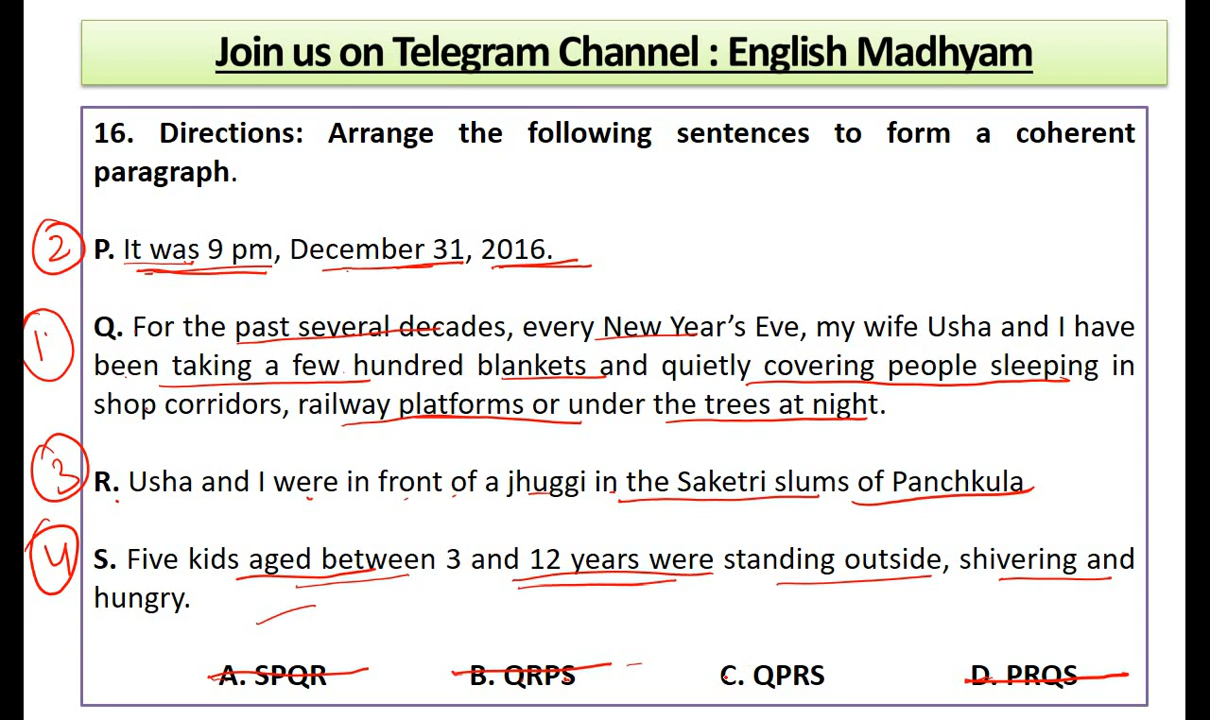 Join us on Telegram Channel : English Madhyam
16. Directions: Arrange the following sentences to form a coherent
paragraph.
2 P. It was 9 pm, December 31, 2016.
1 Q. For the past several decades, every New Year’s Eve, my wife Usha and I have
been taking a few hundred blankets and quietly covering people sleeping in
shop corridors, railway platforms or under the trees at night.
3 R. Usha and I were in front of a jhuggi in the Saketri slums of Panchkula
4 S. Five kids aged between 3 and 12 years were standing outside, shivering and
hungry.
A. SPQR B. QRPS C. QPRS D. PRQS